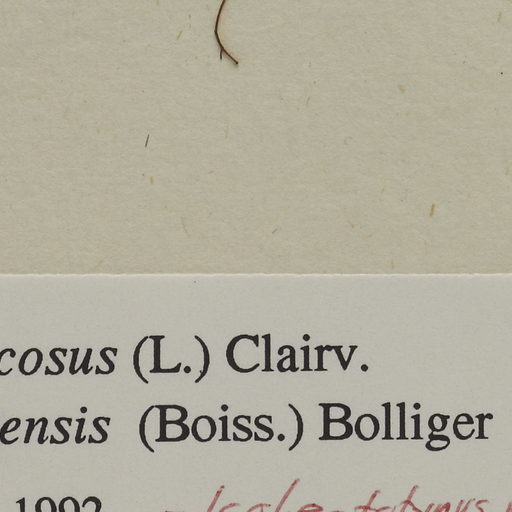 cosus (L.) Clairv.
ensis (Boiss.) Bolliger
1992